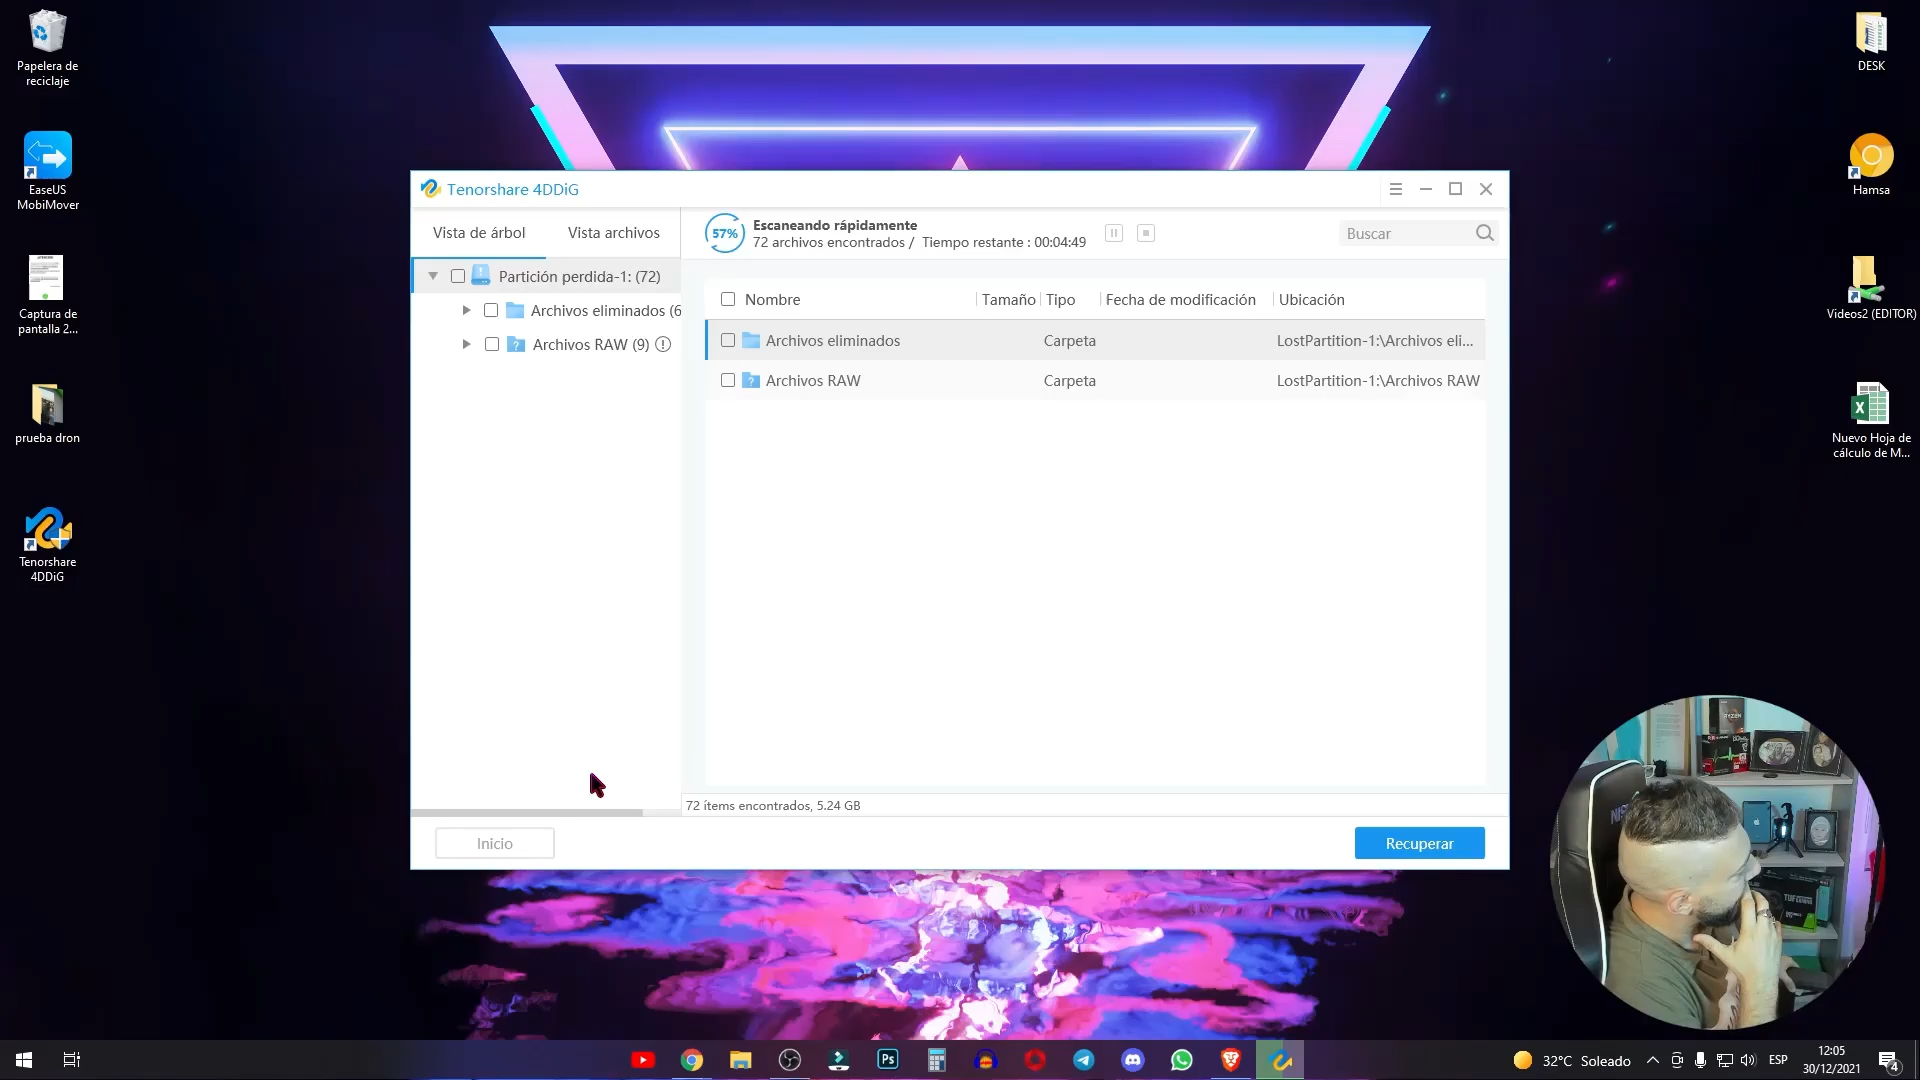 Papelera de
reciclaje
EaseUS
MobiMover
Captura de
pantalla 2...
prueba dron
Tenorshare
4DDiG
DESK
Hamsa
Videos2 (EDITOR)
Nuevo Hoja de
cálculo de M...
Tenorshare 4DDiG
Vista de árbol
Vista archivos
57%
Escaneando rápidamente
72 archivos encontrados / Tiempo restante : 00:04:49
Buscar
Partición perdida-1: (72)
Archivos eliminados (6
Archivos RAW (9)
Nombre
Tamaño
Tipo
Fecha de modificación
Ubicación
Archivos eliminados
Carpeta
LostPartition-1:\Archivos eli...
Archivos RAW
Carpeta
LostPartition-1:\Archivos RAW
72 ítems encontrados, 5.24 GB
Inicio
Recuperar
RYZEN
Ps
32°C Soleado
ESP
12:05
30/12/2021
4